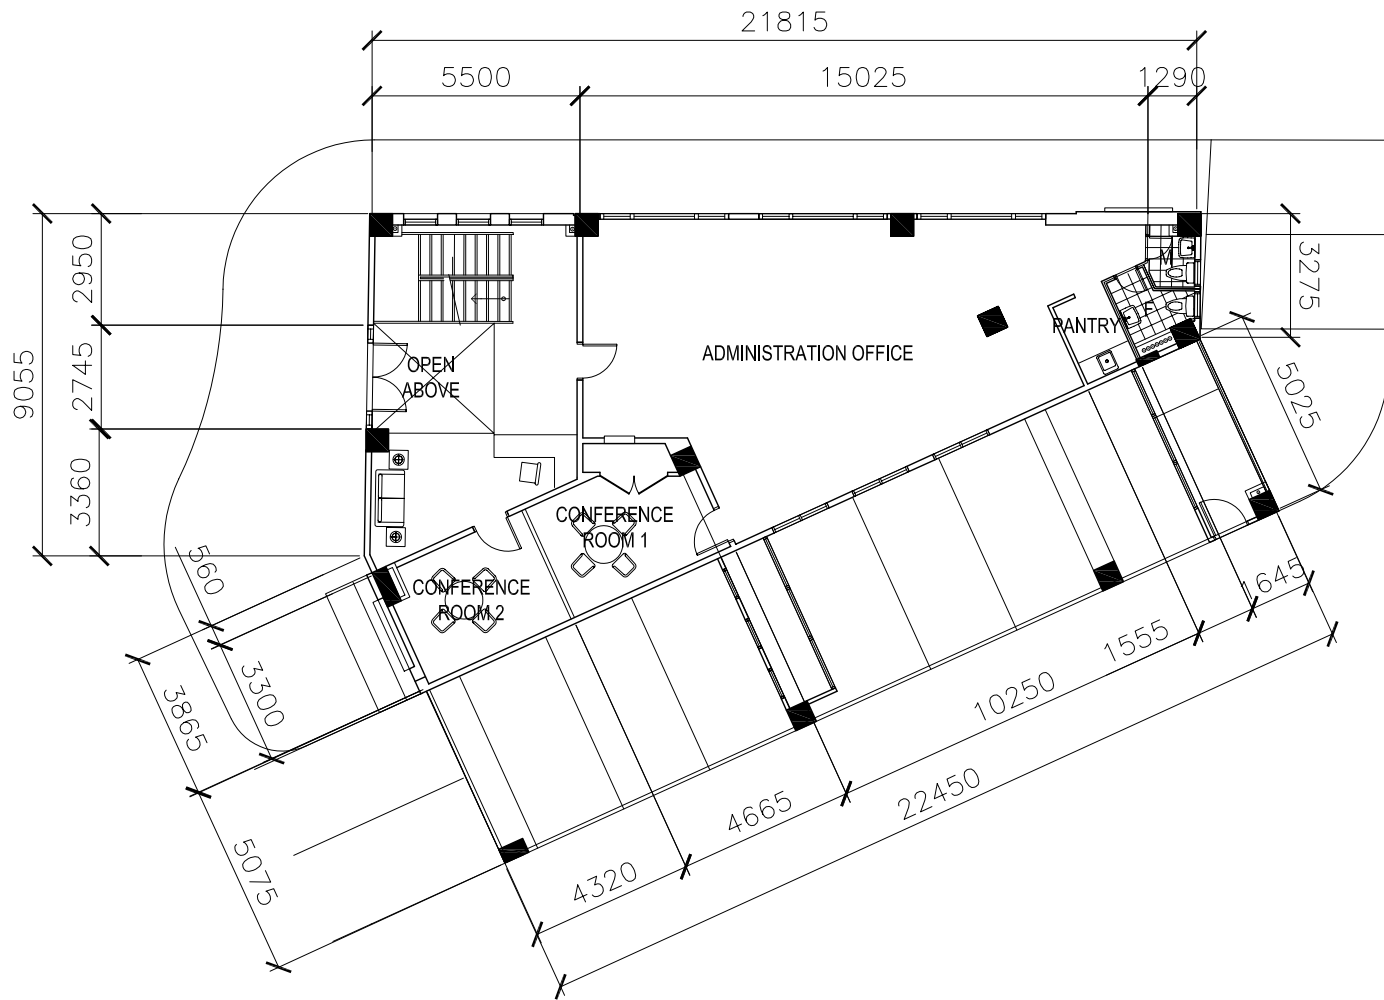 21815
5500
15025
1290
2950
2745
3360
9055
3275
5025
M
F
PANTRY
ADMINISTRATION OFFICE
OPEN
ABOVE
CONFERENCE
ROOM 1
CONFERENCE
ROOM 2
560
3300
3865
5075
4320
4665
10250
1555
1645
22450